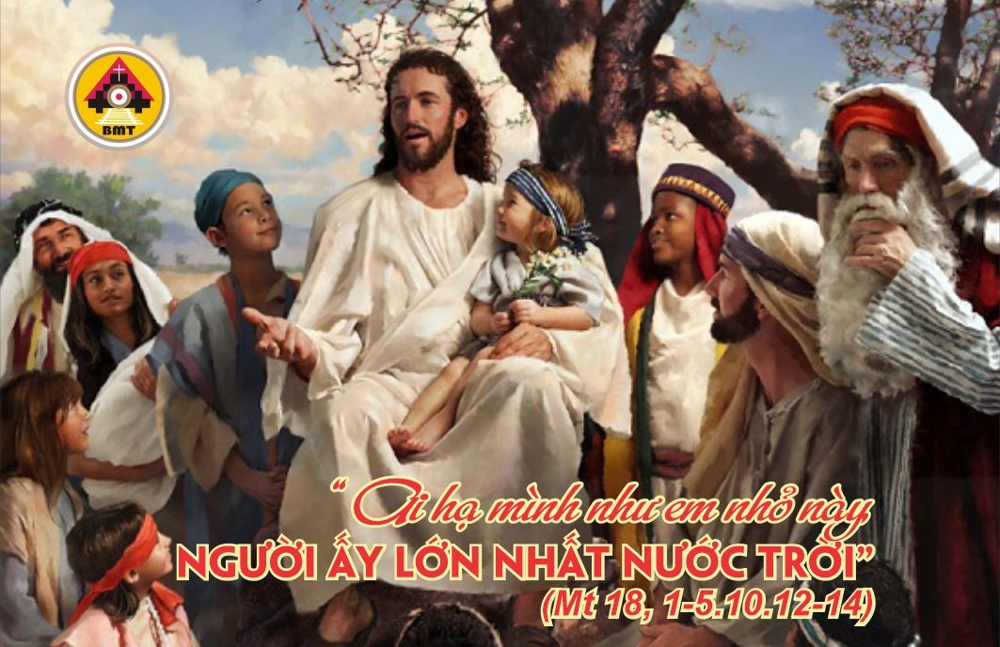 BMT
“Ai hạ mình như em nhỏ này,
NGƯỜI ẤY LỚN NHẤT NƯỚC TRỜI”
(Mt 18, 1-5.10.12-14)